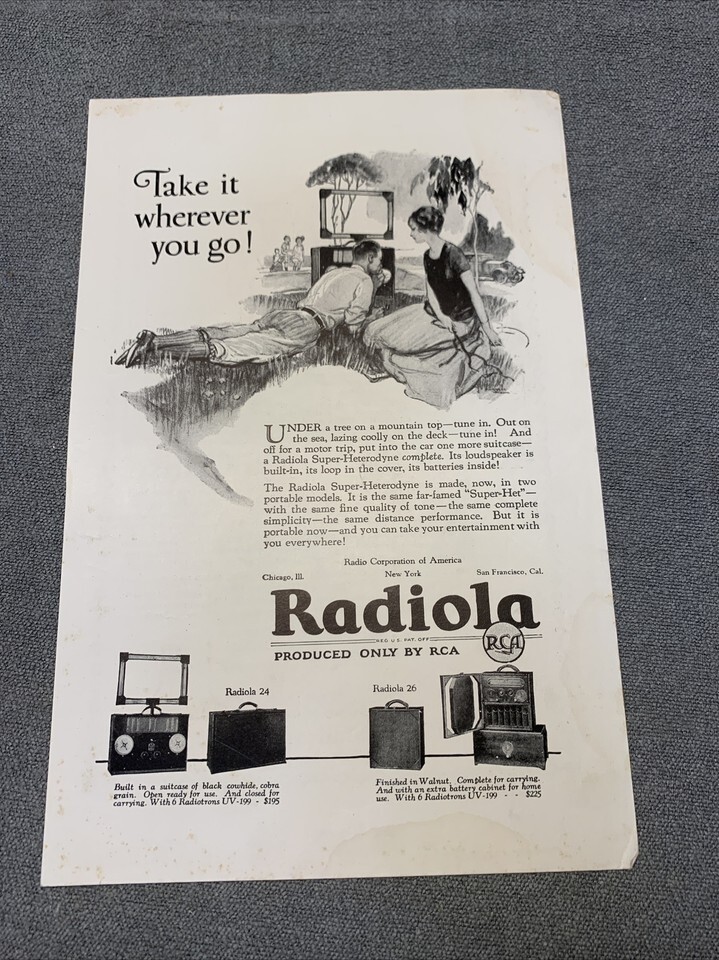 Take it
wherever
you go!
UNDER a tree on a mountain top—tune in. Out on
the sea, lazing coolly on the deck—tune in! And
off for a motor trip, put into the car one more suitcase—
a Radiola Super-Heterodyne complete. Its loudspeaker is
built-in, its loop in the cover, its batteries inside!
The Radiola Super-Heterodyne is made, now, in two
portable models. It is the same far-famed "Super-Het"—
with the same fine quality of tone—the same complete
simplicity—the same distance performance. But it is
portable now—and you can take your entertainment with
you everywhere!
Radio Corporation of America
Chicago, Ill. New York San Francisco, Cal.
Radiola
REG U.S. PAT. OFF
PRODUCED ONLY BY RCA
RCA
Radiola 24
Radiola 26
Built in a suitcase of black cowhide, cobra
grain. Open ready for use. And closed for
carrying. With 6 Radiotrons UV-199 - $195
Finished in Walnut. Complete for carrying.
And with an extra battery cabinet for home
use. With 6 Radiotrons UV-199 - - $225